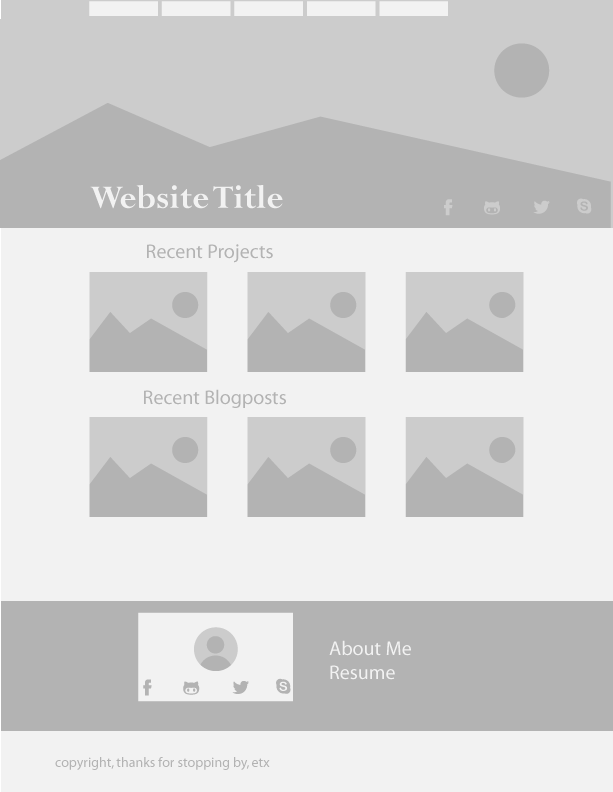 Website Title
Recent Projects
Recent Blogposts
About Me
Resume
copyright, thanks for stopping by, etx